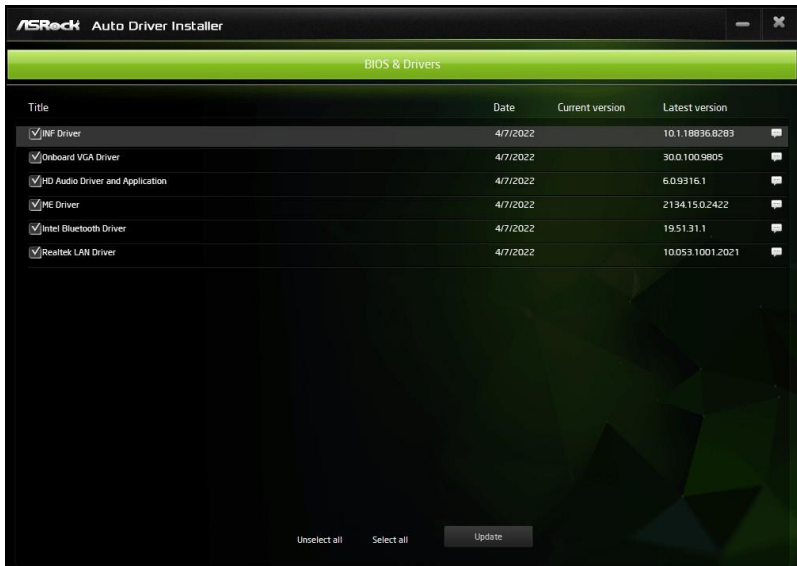 ASRock Auto Driver Installer
BIOS & Drivers
Title Date Current version Latest version
INF Driver 4/7/2022 10.1.18836.8283
Onboard VGA Driver 4/7/2022 30.0.100.9805
HD Audio Driver and Application 4/7/2022 6.0.9316.1
ME Driver 4/7/2022 2134.15.0.2422
Intel Bluetooth Driver 4/7/2022 19.51.31.1
Realtek LAN Driver 4/7/2022 10.053.1001.2021
Unselect all Select all Update